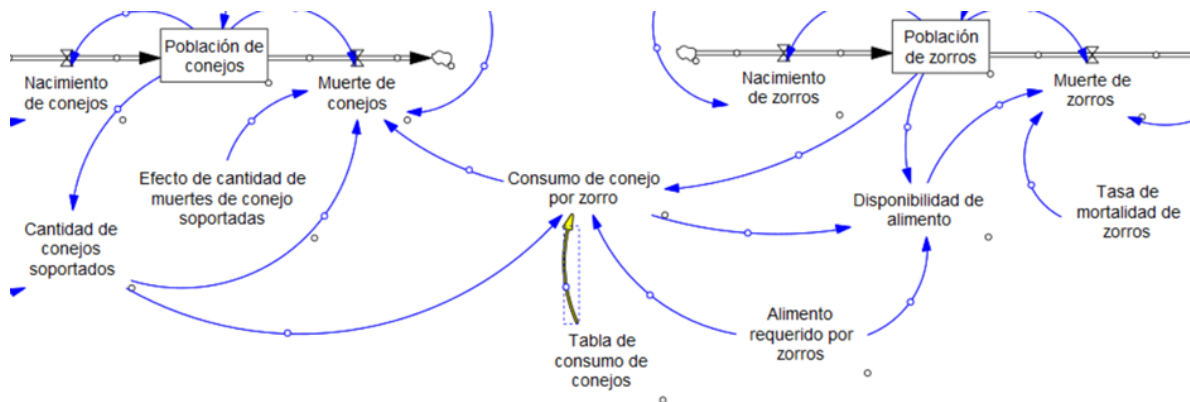 Población de
conejos
Nacimiento
de conejos
Muerte de
conejos
Población
de zorros
Nacimiento
de zorros
Muerte de
zorros
Efecto de cantidad de
muertes de conejo
soportadas
Consumo de conejo
por zorro
Disponibilidad de
alimento
Tasa de
mortalidad de
zorros
Cantidad de
conejos
soportados
Tabla de
consumo de
conejos
Alimento
requerido por
zorros